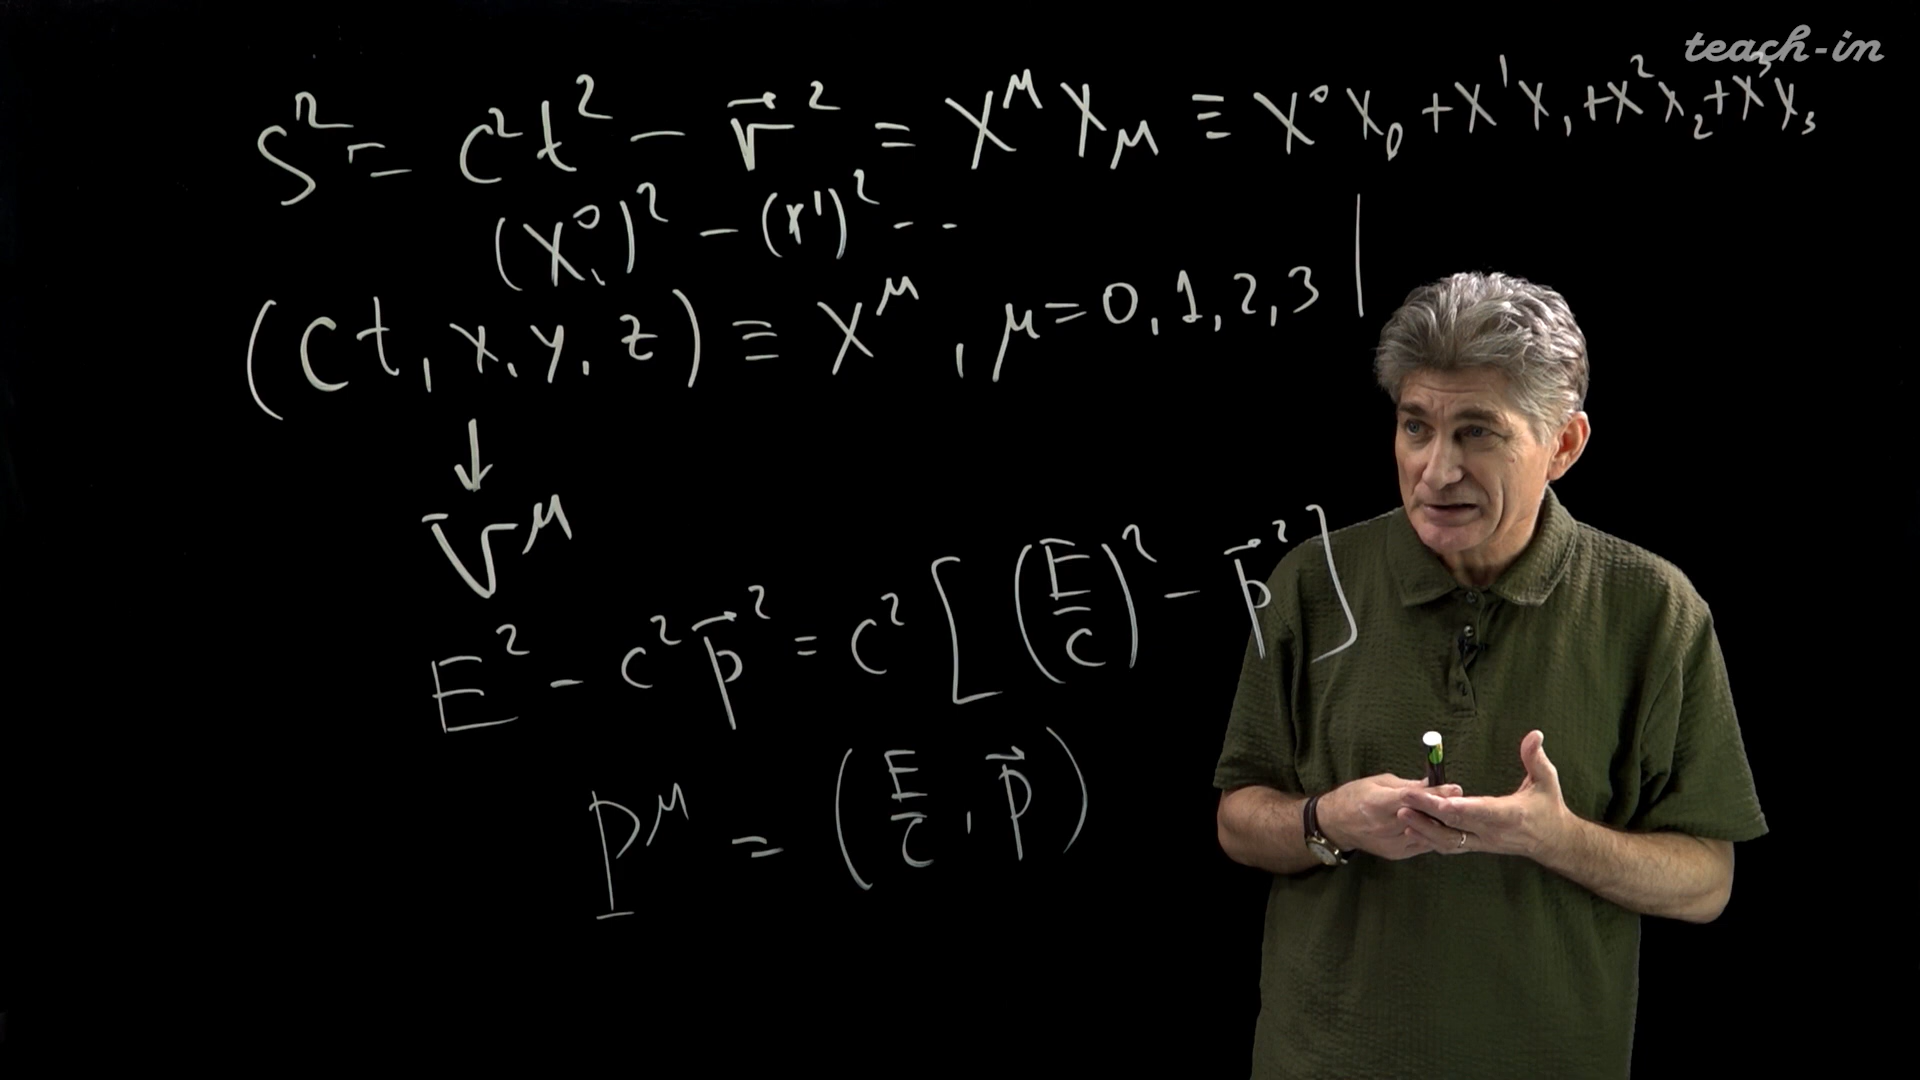 teach-in
S² = c²t² − r⃗² = x^μ x_μ ≡ x⁰x₀ + x¹x₁ + x²x₂ + x³x₃
(x⁰)² − (x¹)² - -
(ct, x, y, z) ≡ x^μ, μ = 0, 1, 2, 3 |
↓
V^μ
E² − c²p⃗² = c² [(E/c)² − p⃗²]
p^μ = (E/c, p⃗)